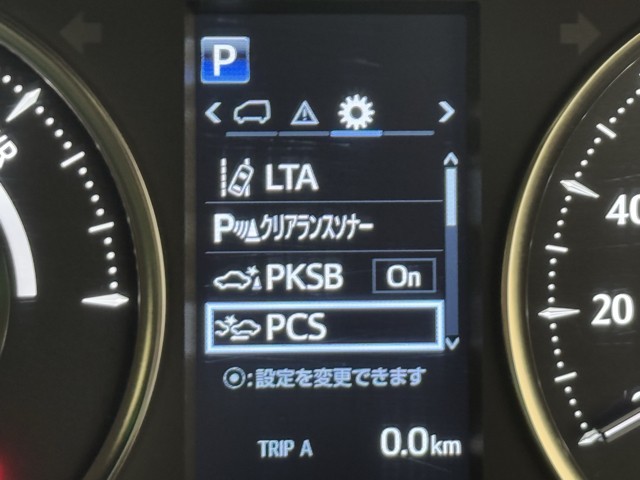 P
LTA
Pクリアランスソナー
PKSB On
PCS
:設定を変更できます
TRIP A 0.0km
40
20